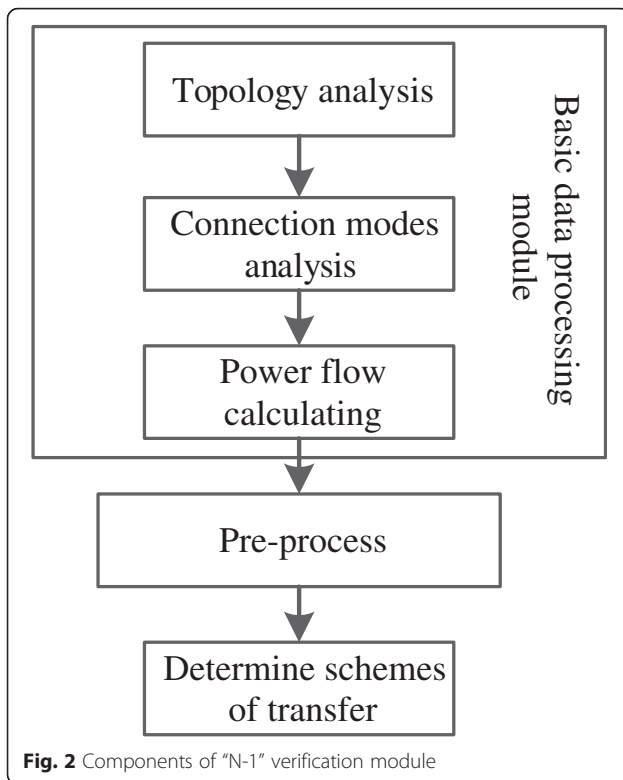 Topology analysis
Connection modes
analysis
Power flow
calculating
Basic data processing
module
Pre-process
Determine schemes
of transfer
Fig. 2 Components of “N-1” verification module